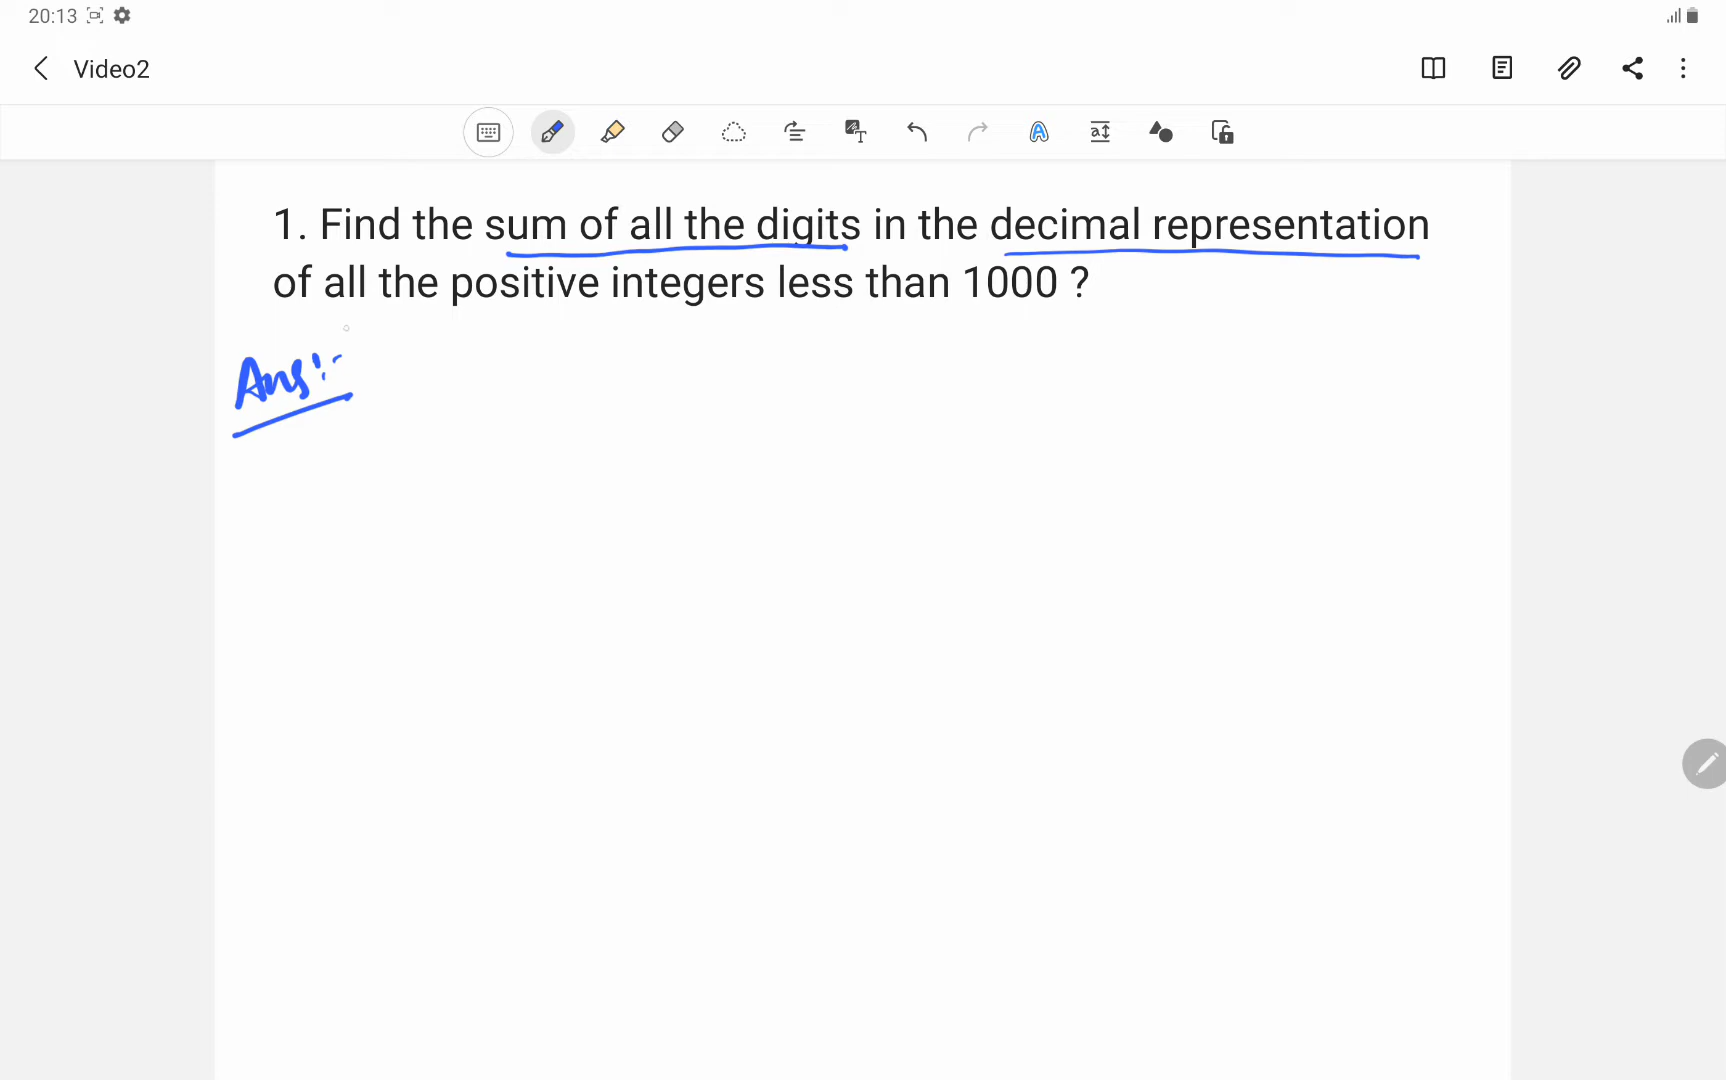 20:13
Video2
1. Find the sum of all the digits in the decimal representation
of all the positive integers less than 1000 ?
Ans:-